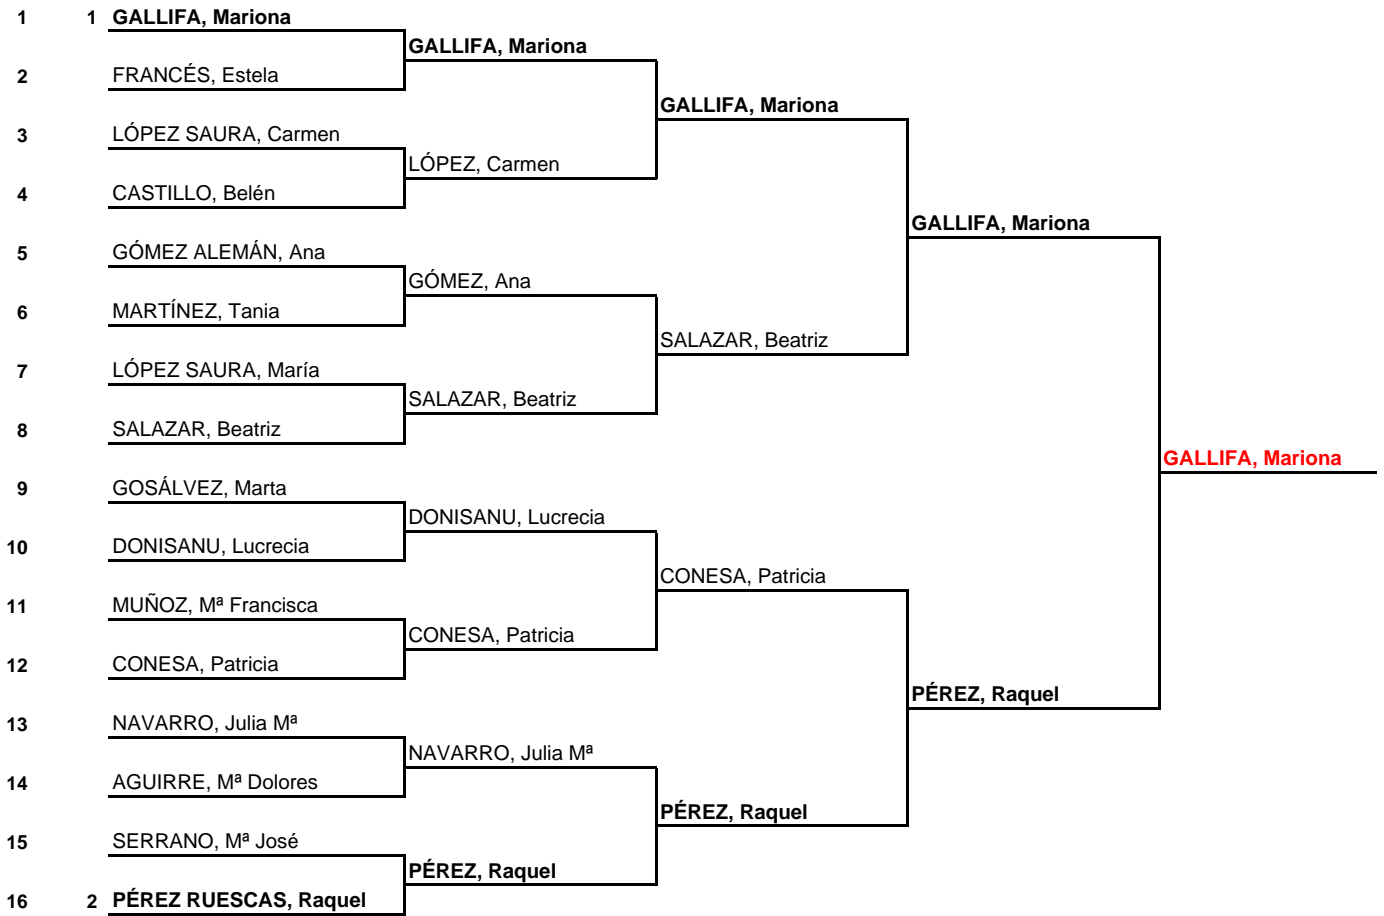 1 1 GALLIFA, Mariona
GALLIFA, Mariona
2 FRANCÉS, Estela
GALLIFA, Mariona
3 LÓPEZ SAURA, Carmen
LÓPEZ, Carmen
4 CASTILLO, Belén
GALLIFA, Mariona
5 GÓMEZ ALEMÁN, Ana
GÓMEZ, Ana
6 MARTÍNEZ, Tania
SALAZAR, Beatriz
7 LÓPEZ SAURA, María
SALAZAR, Beatriz
8 SALAZAR, Beatriz
GALLIFA, Mariona
9 GOSÁLVEZ, Marta
DONISANU, Lucrecia
10 DONISANU, Lucrecia
CONESA, Patricia
11 MUÑOZ, Mª Francisca
CONESA, Patricia
12 CONESA, Patricia
PÉREZ, Raquel
13 NAVARRO, Julia Mª
NAVARRO, Julia Mª
14 AGUIRRE, Mª Dolores
PÉREZ, Raquel
15 SERRANO, Mª José
PÉREZ, Raquel
16 2 PÉREZ RUESCAS, Raquel